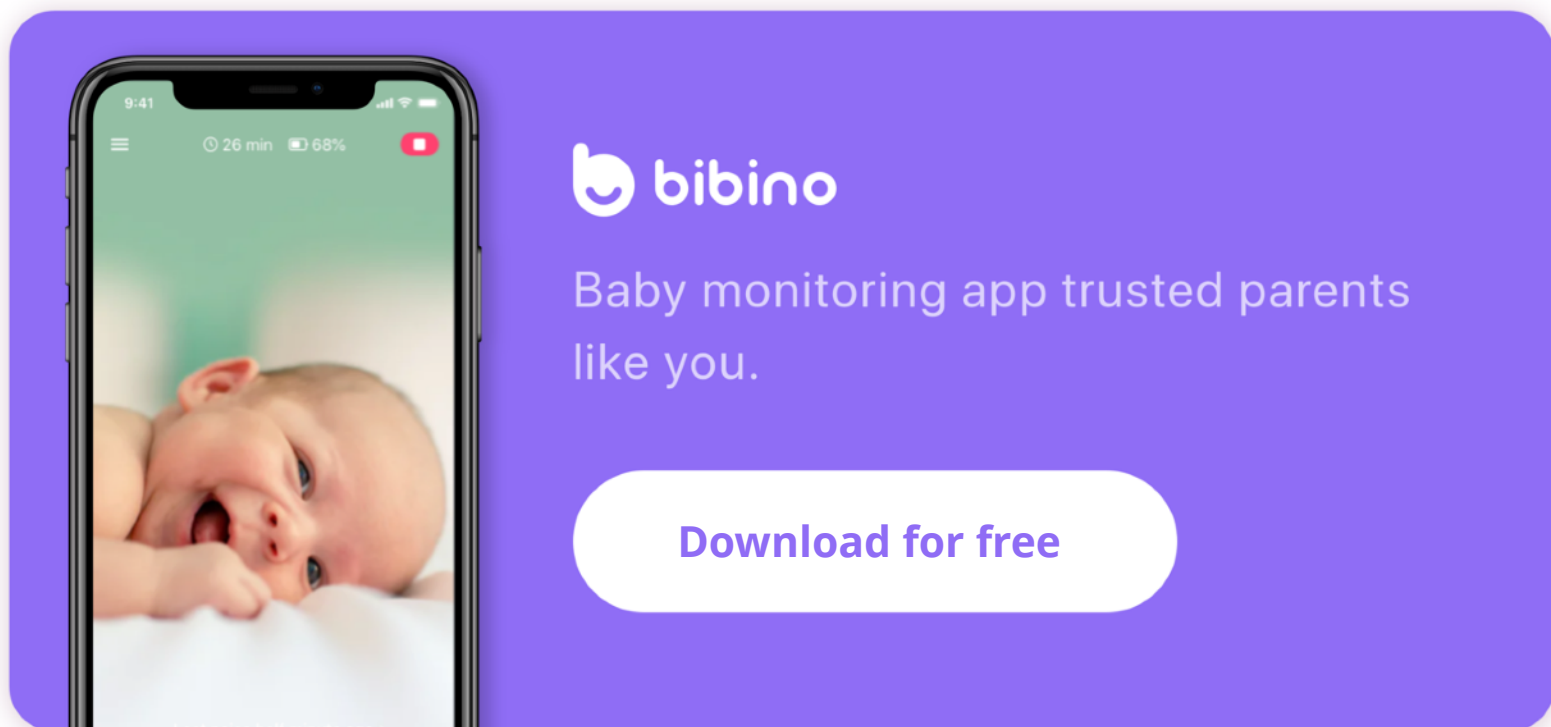 9:41
26 min 68%
bibino
Baby monitoring app trusted parents
like you.
Download for free